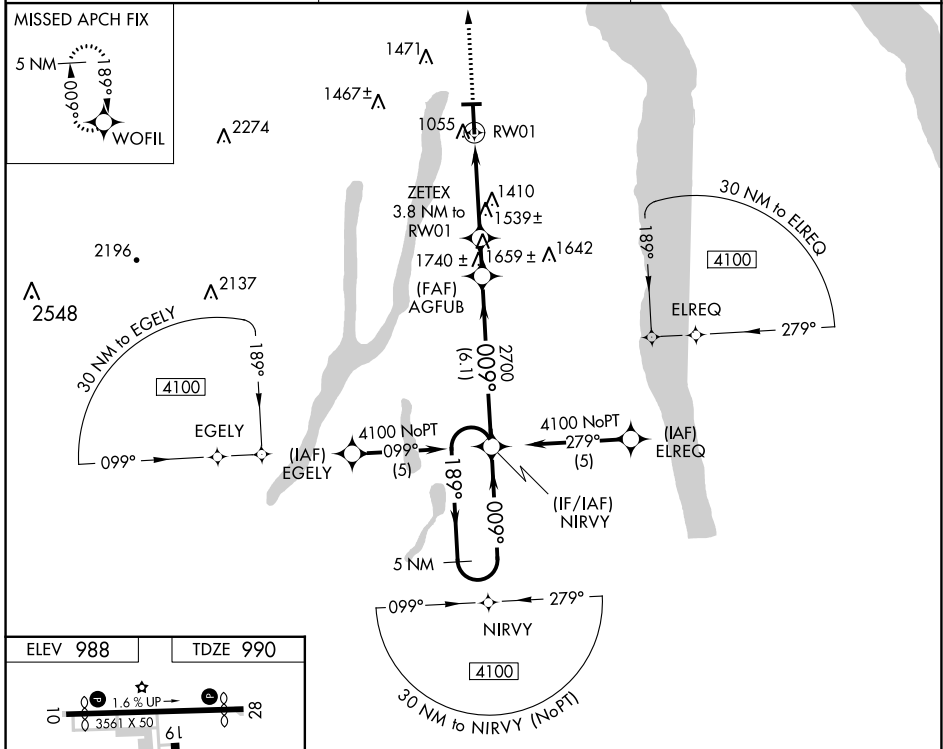 MISSED APCH FIX
5 NM
189°
009°
WOFIL
1471
1467±
2274
1055
RW01
ZETEX
3.8 NM to
RW01
1410
1539±
2196
1740 ±
1659 ±
1642
(FAF)
AGFUB
2548
2137
30 NM to EGELY
4100
189°
EGELY
099°
30 NM to ELREQ
189°
4100
ELREQ
279°
2700
009°
(6.1)
(IAF)
EGELY
4100 NoPT
099°
(5)
4100 NoPT
279°
(5)
(IAF)
ELREQ
(IF/IAF)
NIRVY
189°
009°
5 NM
099°
279°
NIRVY
4100
30 NM to NIRVY (NoPT)
ELEV 988
TDZE 990
P
P
1.6 % UP
10
3561 X 50
28
19